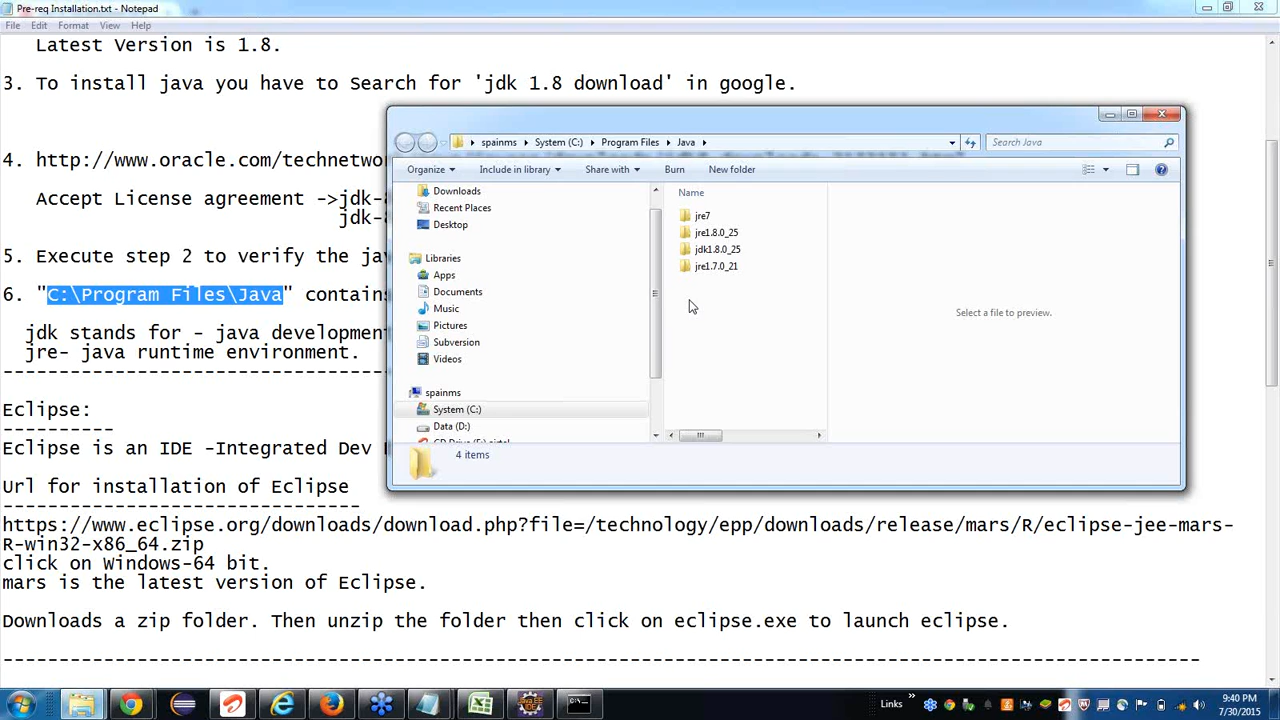 Pre-req Installation.txt - Notepad
File Edit Format View Help
Latest Version is 1.8.
3. To install java you have to Search for 'jdk 1.8 download' in google.
4. http://www.oracle.com/technetwor
Accept License agreement ->jdk-8
jdk-8
5. Execute step 2 to verify the jav
6. "C:\Program Files\Java" contains
jdk stands for - java development
jre- java runtime environment.
----------------------------------------
Eclipse:
----------
Eclipse is an IDE -Integrated Dev
Url for installation of Eclipse
--------------------------------
https://www.eclipse.org/downloads/download.php?file=/technology/epp/downloads/release/mars/R/eclipse-jee-mars-
R-win32-x86_64.zip
click on Windows-64 bit.
mars is the latest version of Eclipse.
Downloads a zip folder. Then unzip the folder then click on eclipse.exe to launch eclipse.
-----------------------------------------------------------------------------------------------------------
spainms System (C:) Program Files Java
Search Java
Organize Include in library Share with Burn New folder
Downloads
Recent Places
Desktop
Libraries
Apps
Documents
Music
Pictures
Subversion
Videos
spainms
System (C:)
Data (D:)
Name
jre7
jre1.8.0_25
jdk1.8.0_25
jre1.7.0_21
Select a file to preview.
4 items
Links
9:40 PM
7/30/2015